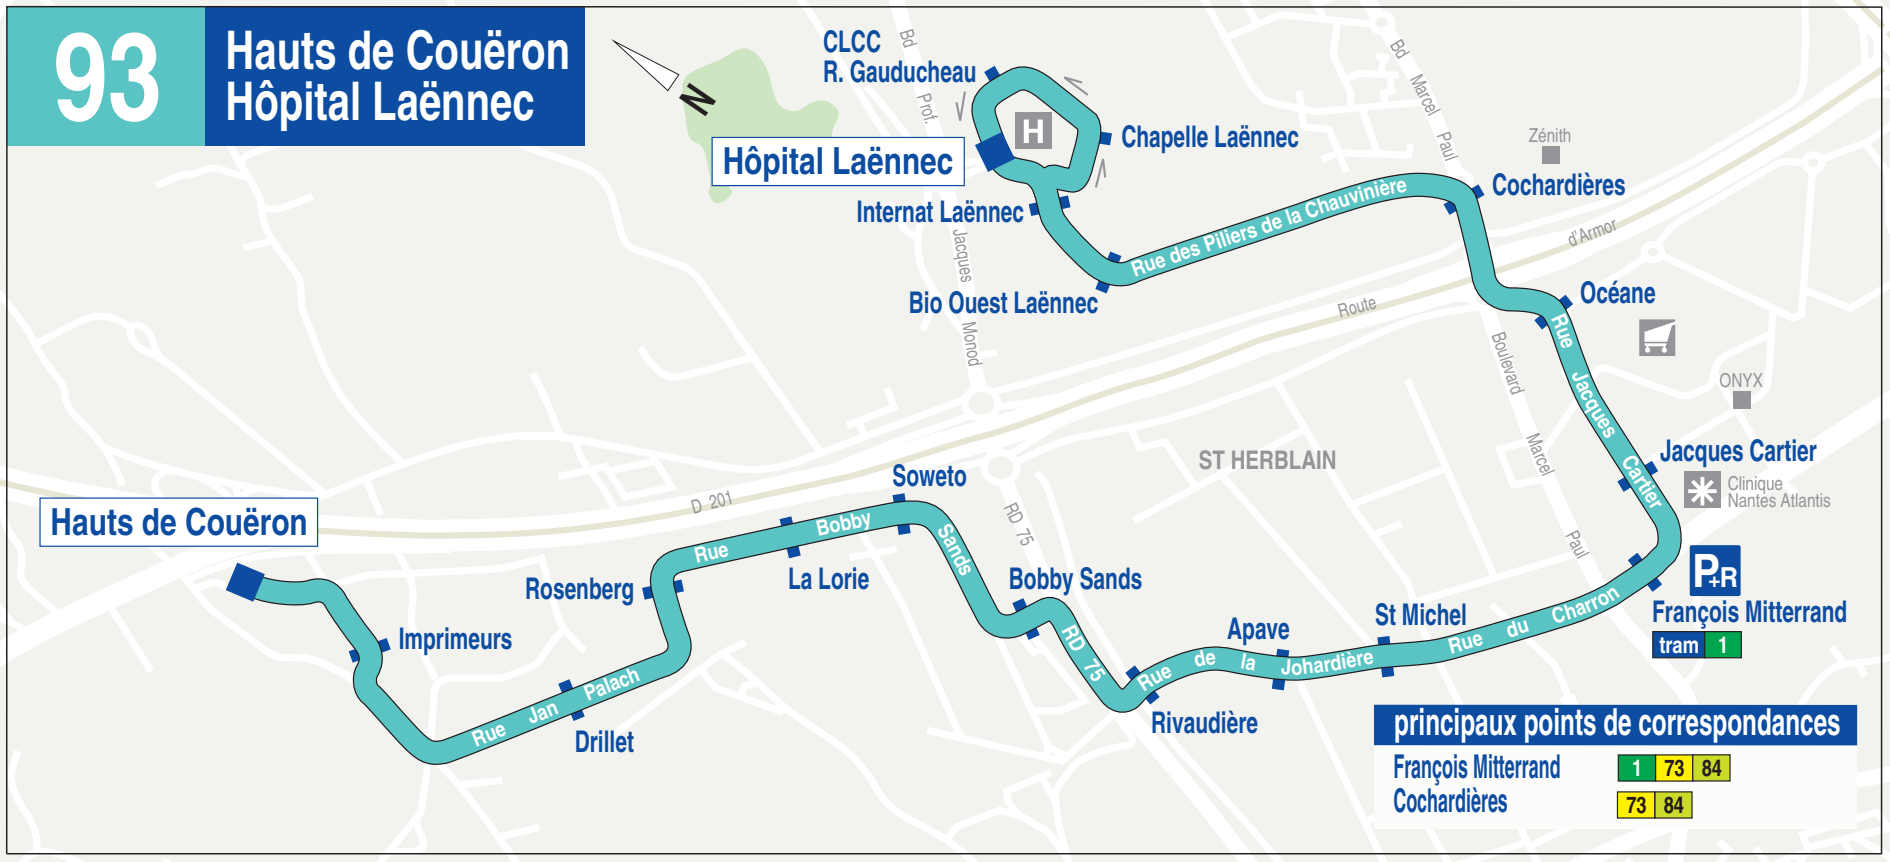 93
Hauts de Couëron
Hôpital Laënnec
N
CLCC
R. Gauducheau
Bd Prof. Jacques Monod
Hôpital Laënnec
H
Chapelle Laënnec
Internat Laënnec
Bio Ouest Laënnec
Rue des Piliers de la Chauvinière
Bd Marcel Paul
Zénith
Cochardières
Route d'Armor
Océane
Rue Jacques Cartier
Boulevard Marcel Paul
ONYX
ST HERBLAIN
Jacques Cartier
Clinique
Nantes Atlantis
P+R
François Mitterrand
tram 1
Hauts de Couëron
D 201
Soweto
RD 75
Rue Bobby Sands
Rosenberg
La Lorie
Bobby Sands
Imprimeurs
Rue Jan Palach
Drillet
RD 75
Rivaudière
Rue de la Johardière
Apave
St Michel
Rue du Charron
principaux points de correspondances
François Mitterrand 1 73 84
Cochardières 73 84